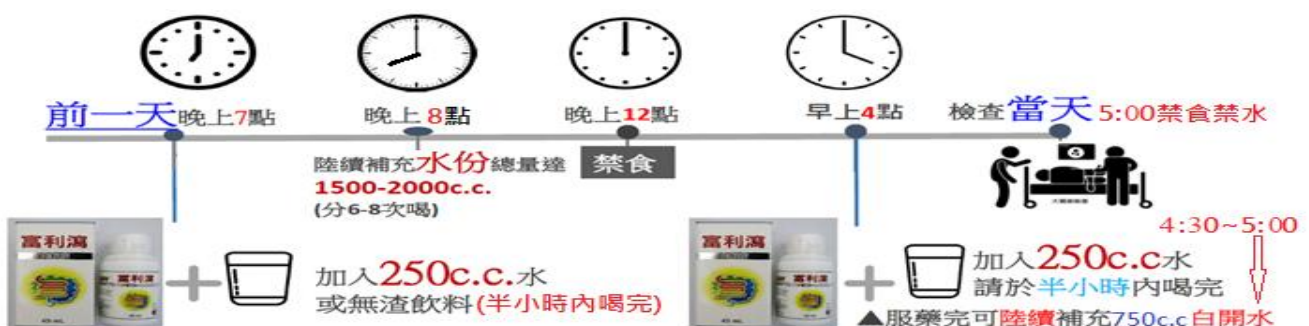 前一天晚上7點
晚上8點
晚上12點
早上4點
檢查當天5:00禁食禁水
陸續補充水份總量達
1500-2000c.c.
(分6-8次喝)
禁食
富利瀉
富利瀉
45 mL
加入250c.c.水
或無渣飲料(半小時內喝完)
富利瀉
富利瀉
45 mL
4:30~5:00
加入250c.c水
請於半小時內喝完
▲服藥完可陸續補充750c.c白開水